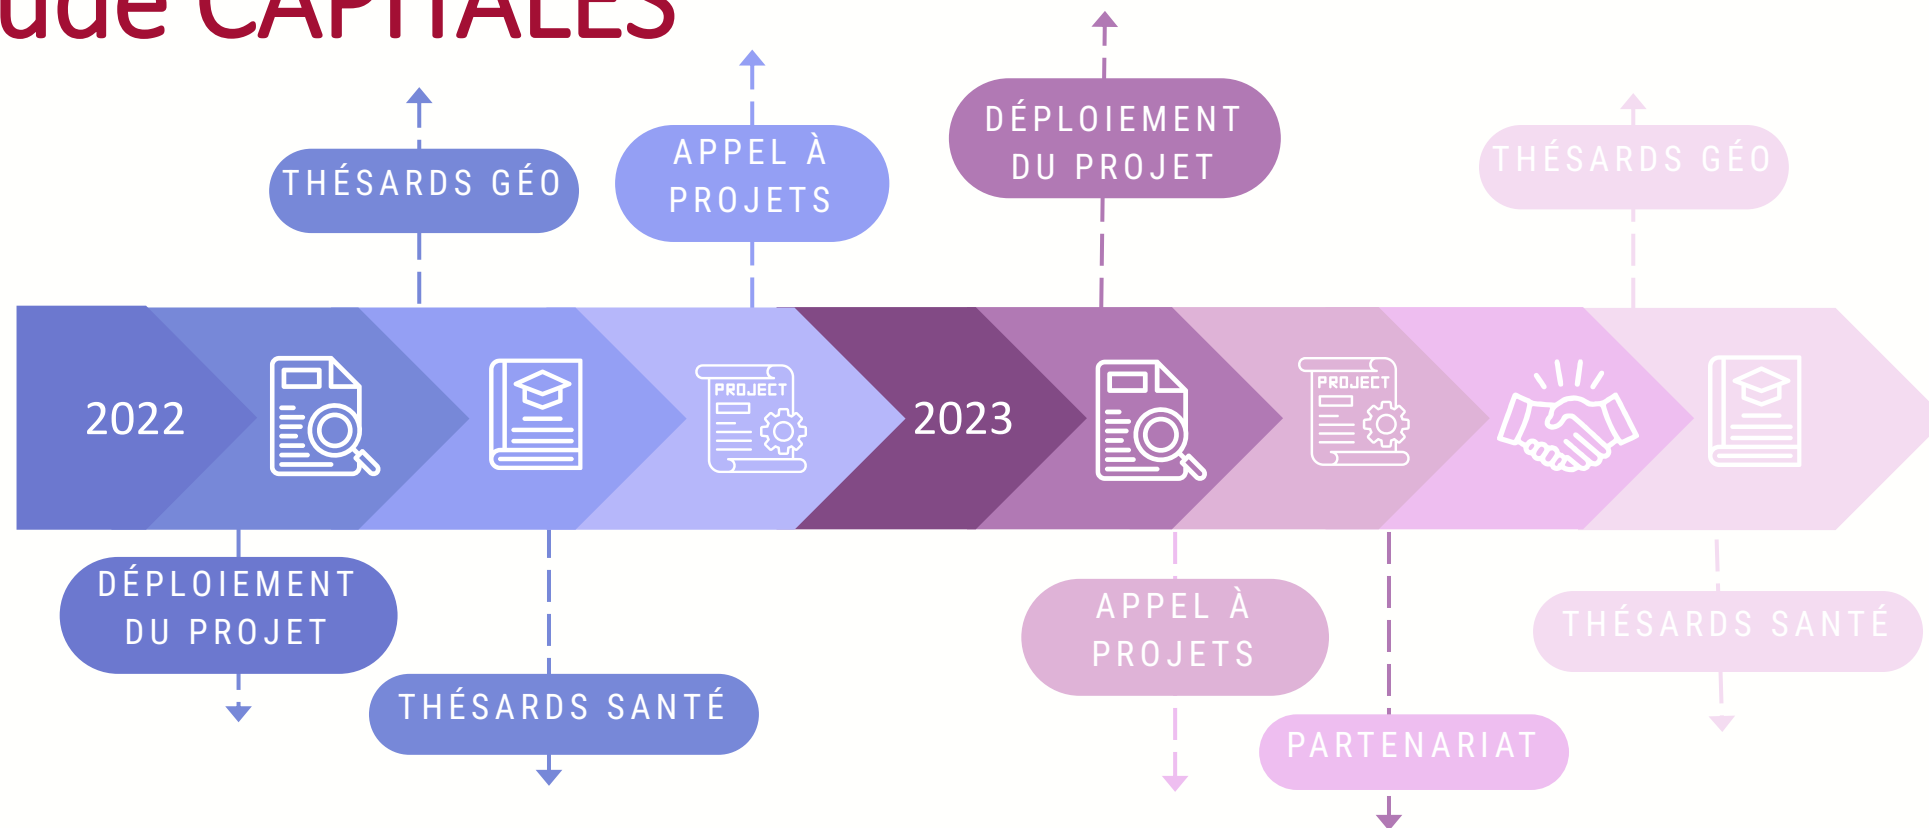 ude CAPITALES
THÉSARDS GÉO
APPEL À
PROJETS
DÉPLOIEMENT
DU PROJET
THÉSARDS GÉO
2022
PROJECT
2023
PROJECT
DÉPLOIEMENT
DU PROJET
THÉSARDS SANTÉ
APPEL À
PROJETS
PARTENARIAT
THÉSARDS SANTÉ